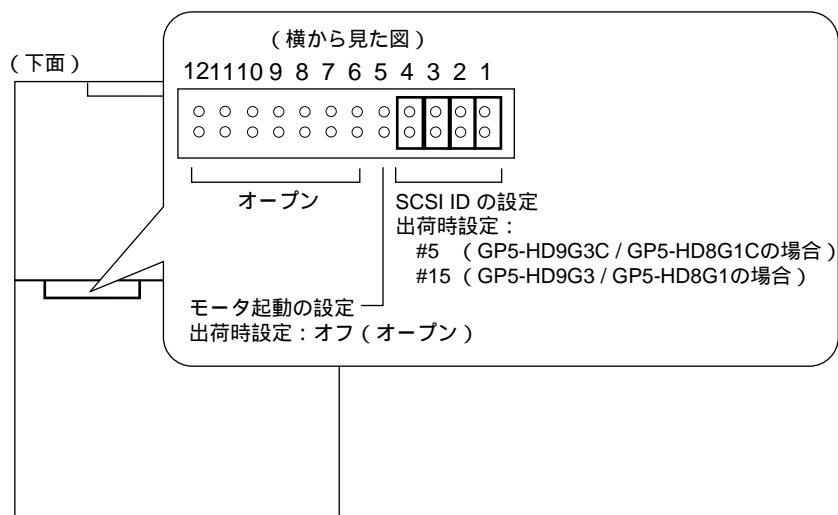 （横から見た図）
（下面）
12 11 10 9 8 7 6 5 4 3 2 1
オープン
SCSI ID の設定
出荷時設定：
#5 （GP5-HD9G3C / GP5-HD8G1Cの場合）
#15 （GP5-HD9G3 / GP5-HD8G1の場合）
モータ起動の設定
出荷時設定：オフ（オープン）